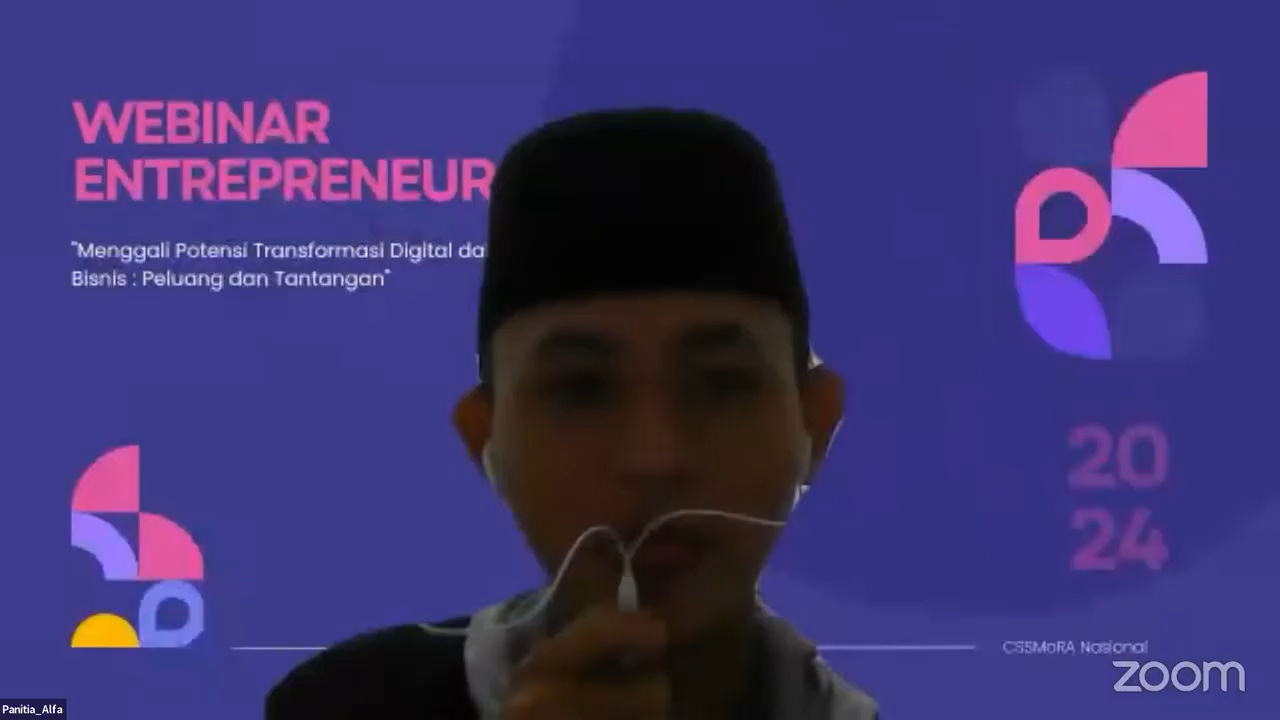 WEBINAR
ENTREPRENEUR
"Menggali Potensi Transformasi Digital da
Bisnis : Peluang dan Tantangan"
20
24
CSSMoRA Nasional
zoom
Panitia_Alfa